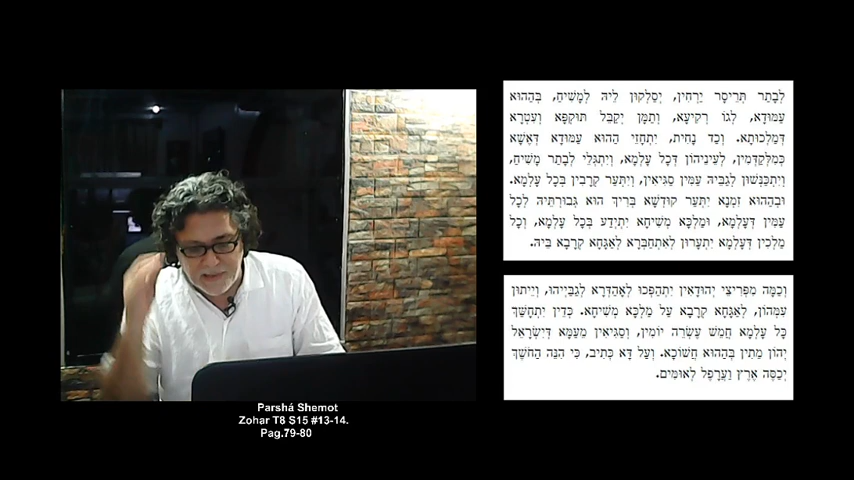 לְבָתַר תְּרֵיסַר יַרְחִין, יְסַלְקוּן לֵיהּ לְמָשִׁיחַ, בְּהַהוּא
עַמּוּדָא, לְגוֹ רְקִיעָא, וְתַמָּן יְקַבֵּל תּוּקְפָּא וְעִטְרָא
דְּמַלְכוּתָא. וְכַד נָחִית, יִתְחֲזֵי הַהוּא עַמּוּדָא דְּאֶשָּׁא
כְּמִלְּקַדְּמִין, לְעֵינֵיהוֹן דְּכָל עָלְמָא, וְיִתְגְּלֵי לְבָתַר מָשִׁיחַ,
וְיִתְכַּנְּשׁוּן לְגַבֵּיהּ עַמִּין סַגִּיאִין, וְיִתְּעַר קְרָבִין בְּכָל עָלְמָא.
וּבְהַהוּא זִמְנָא יִתְּעַר קוּדְשָׁא בְּרִיךְ הוּא גְּבוּרְתֵּיהּ לְכָל
עַמִּין דְּעָלְמָא, וּמַלְכָּא מְשִׁיחָא יִתְיְדַע בְּכָל עָלְמָא, וְכָל
מַלְכִין דְּעָלְמָא יִתְעָרוּן לְאִתְחַבְּרָא לְאַגָּחָא קְרָבָא בֵּיהּ.
וְכַמָּה מִפְּרִיצֵי יְהוּדָאִין יִתְהַפְּכוּ לְאָהַדְרָא לְגַבַּיְיהוּ, וְיֵיתוּן
עִמְּהוֹן, לְאַגָּחָא קְרָבָא עַל מַלְכָּא מְשִׁיחָא. כְּדֵין יִתְחֲשַׁךְ
כָּל עָלְמָא חֲמֵשׁ עֶשְׂרֵה יוֹמִין, וְסַגִּיאִין מֵעַמָּא דְּיִשְׂרָאֵל
יְהוֹן מֵתִין בְּהַהוּא חֲשׁוֹכָא. וְעַל דָּא כְּתִיב, כִּי הִנֵּה הַחֹשֶׁךְ
יְכַסֶּה אֶרֶץ וַעֲרָפֶל לְאוּמִּים.
Parshá Shemot
Zohar T8 S15 #13-14.
Pag.79-80